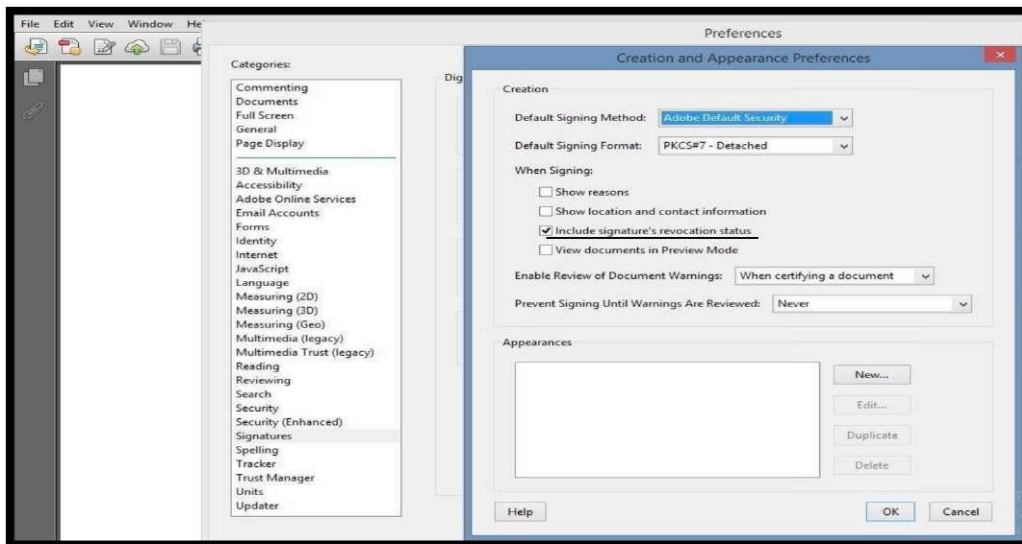 File Edit View Window He
Preferences
Categories:
Commenting
Documents
Full Screen
General
Page Display
3D & Multimedia
Accessibility
Adobe Online Services
Email Accounts
Forms
Identity
Internet
JavaScript
Language
Measuring (2D)
Measuring (3D)
Measuring (Geo)
Multimedia (legacy)
Multimedia Trust (legacy)
Reading
Reviewing
Search
Security
Security (Enhanced)
Signatures
Spelling
Tracker
Trust Manager
Units
Updater
Dig
Creation and Appearance Preferences
Creation
Default Signing Method: Adobe Default Security
Default Signing Format: PKCS#7 - Detached
When Signing:
Show reasons
Show location and contact information
Include signature's revocation status
View documents in Preview Mode
Enable Review of Document Warnings: When certifying a document
Prevent Signing Until Warnings Are Reviewed: Never
Appearances
New...
Edit...
Duplicate
Delete
Help OK Cancel